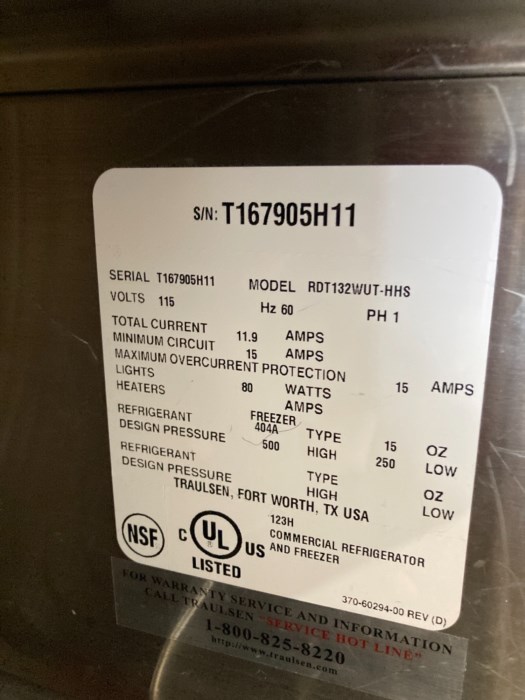 S/N: T167905H11
SERIAL T167905H11 MODEL RDT132WUT-HHS
VOLTS 115 Hz 60 PH 1
TOTAL CURRENT 11.9 AMPS
MINIMUM CIRCUIT 15 AMPS
MAXIMUM OVERCURRENT PROTECTION 15 AMPS
LIGHTS 80 WATTS
HEATERS AMPS
FREEZER
REFRIGERANT 404A TYPE 15 OZ
DESIGN PRESSURE 500 HIGH 250 LOW
REFRIGERANT TYPE OZ
DESIGN PRESSURE HIGH LOW
TRAULSEN, FORT WORTH, TX USA
NSF
C UL US
LISTED
123H
COMMERCIAL REFRIGERATOR
AND FREEZER
370-60294-00 REV (D)
FOR WARRANTY SERVICE AND INFORMATION
CALL TRAULSEN "SERVICE HOT LINE"
1-800-825-8220
http://www.traulsen.com